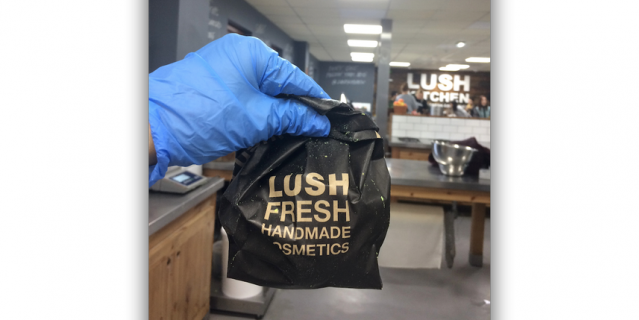 LUSH
KITCHEN
LUSH
FRESH
HANDMADE
COSMETICS